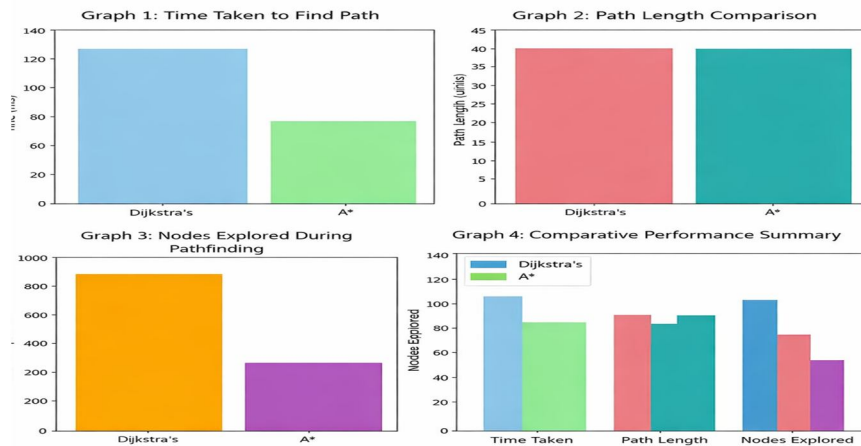 Graph 1: Time Taken to Find Path
140
120
100
80
60
20
0
Dijkstra's
A*
Graph 2: Path Length Comparison
Path Length (uiriis)
45
40
35
30
25
20
15
10
5
0
Dijkstra's
A*
Graph 3: Nodes Explored During
Pathfinding
1000
800
600
400
200
20
0
Dijkstra's
A*
Graph 4: Comparative Performance Summary
Nodee Epplored
140
120
100
80
60
40
20
0
Dijkstra's
A*
Time Taken
Path Length
Nodes Explored